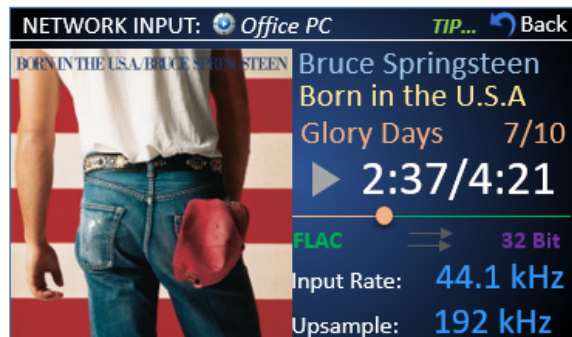 NETWORK INPUT: Office PC TIP... Back
BORN IN THE U.S.A./BRUCE SPRINGSTEEN
Bruce Springsteen
Born in the U.S.A
Glory Days 7/10
2:37/4:21
FLAC 32 Bit
Input Rate: 44.1 kHz
Upsample: 192 kHz